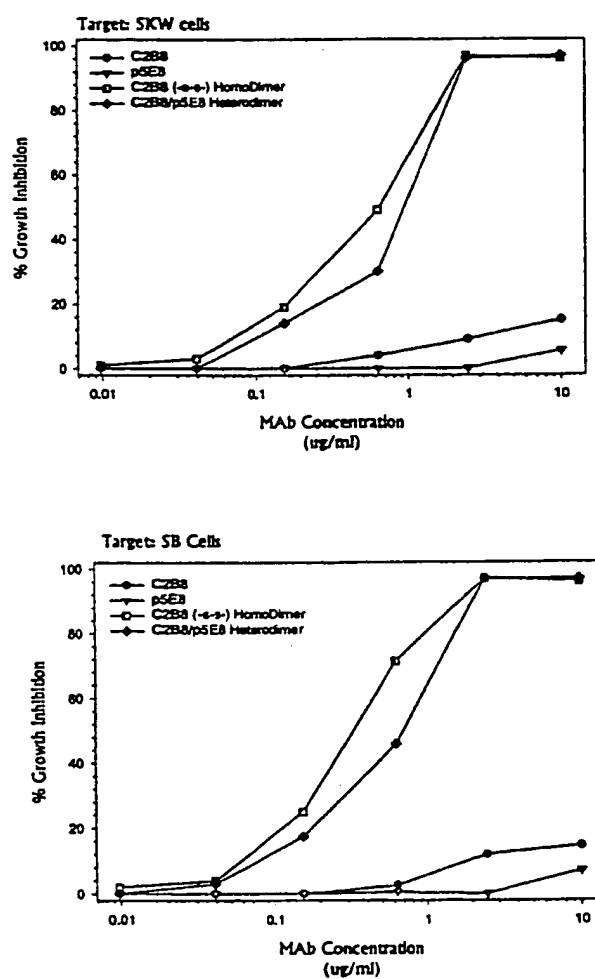 Target: SKW cells
C2B8
p5E8
C2B8 (-s-s-) HomoDimer
C2B8/p5E8 Heterodimer
100
80
60
40
20
0
% Growth Inhibition
0.01 0.1 1 10
MAb Concentration
(ug/ml)
Target: SB Cells
C2B8
p5E8
C2B8 (-s-s-) HomoDimer
C2B8/p5E8 Heterodimer
100
80
60
40
20
0
% Growth Inhibition
0.01 0.1 1 10
MAb Concentration
(ug/ml)